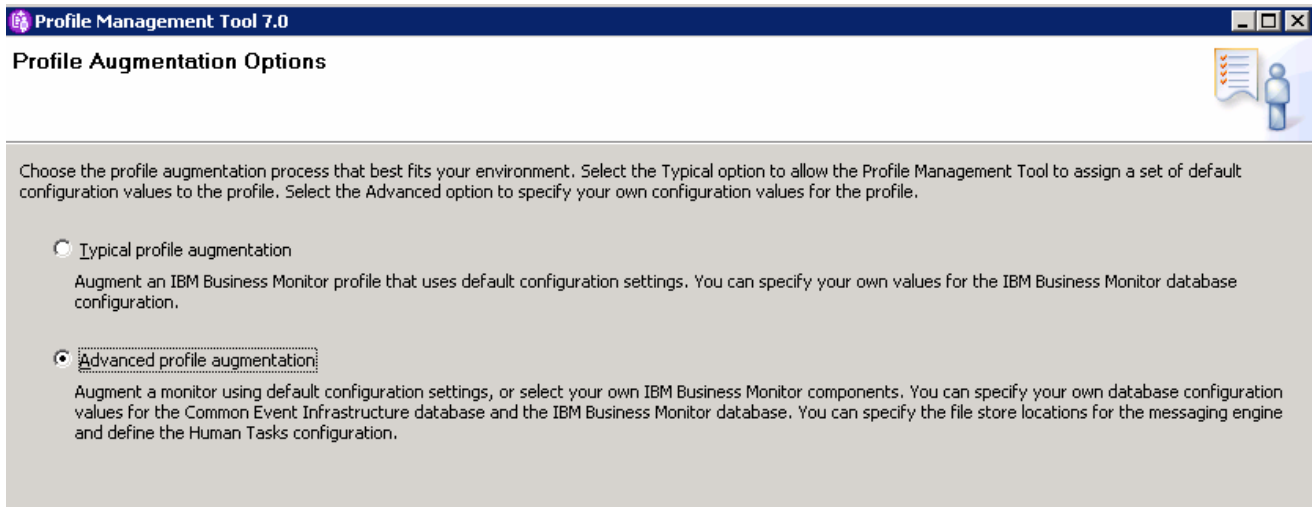 Profile Management Tool 7.0
Profile Augmentation Options
Choose the profile augmentation process that best fits your environment. Select the Typical option to allow the Profile Management Tool to assign a set of default
configuration values to the profile. Select the Advanced option to specify your own configuration values for the profile.
Typical profile augmentation
Augment an IBM Business Monitor profile that uses default configuration settings. You can specify your own values for the IBM Business Monitor database
configuration.
Advanced profile augmentation
Augment a monitor using default configuration settings, or select your own IBM Business Monitor components. You can specify your own database configuration
values for the Common Event Infrastructure database and the IBM Business Monitor database. You can specify the file store locations for the messaging engine
and define the Human Tasks configuration.